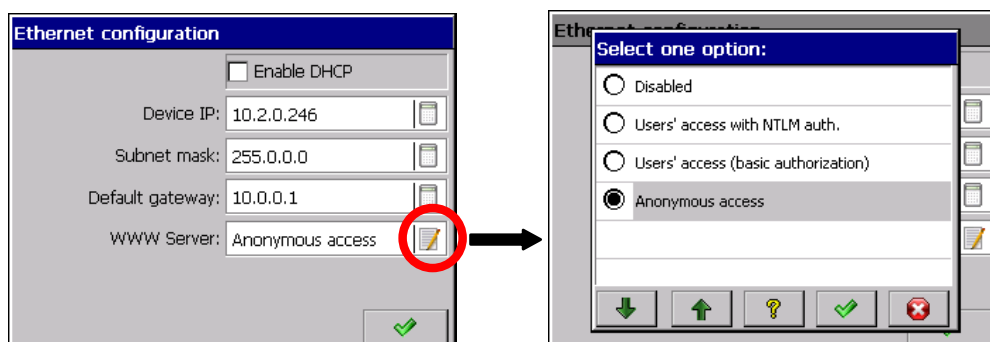 Ethernet configuration
Enable DHCP
Device IP: 10.2.0.246
Subnet mask: 255.0.0.0
Default gateway: 10.0.0.1
WWW Server: Anonymous access
Ethernet configuration
Select one option:
Disabled
Users' access with NTLM auth.
Users' access (basic authorization)
Anonymous access